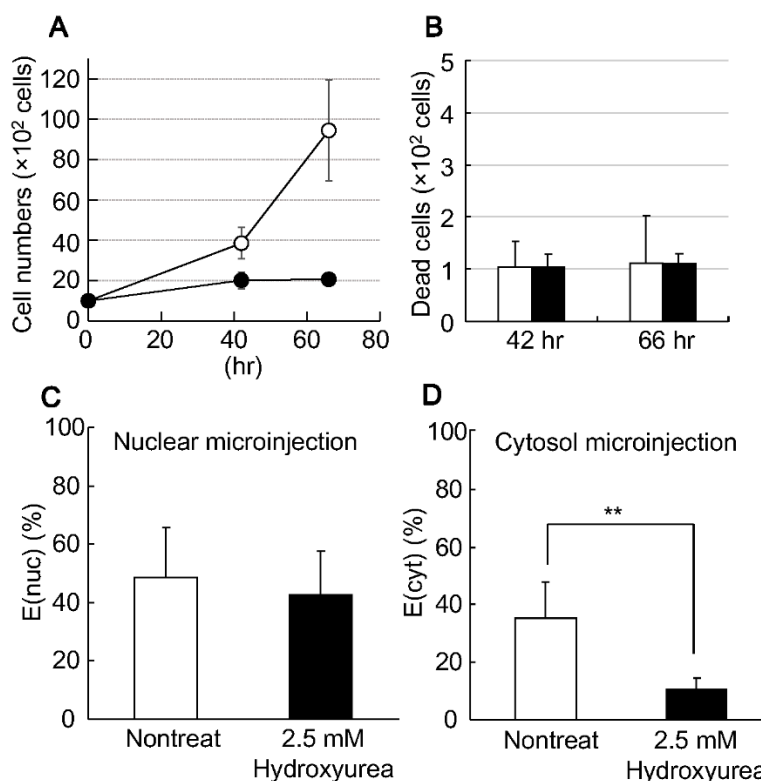 A
Cell numbers (×10² cells)
120
100
80
60
40
20
0
0 20 40 60 80
(hr)
B
Dead cells (×10² cells)
5
4
3
2
1
0
42 hr 66 hr
C
Nuclear microinjection
E(nuc) (%)
100
80
60
40
20
0
Nontreat 2.5 mM
Hydroxyurea
D
Cytosol microinjection
E(cyt) (%)
100
80
60
40
20
0
**
Nontreat 2.5 mM
Hydroxyurea